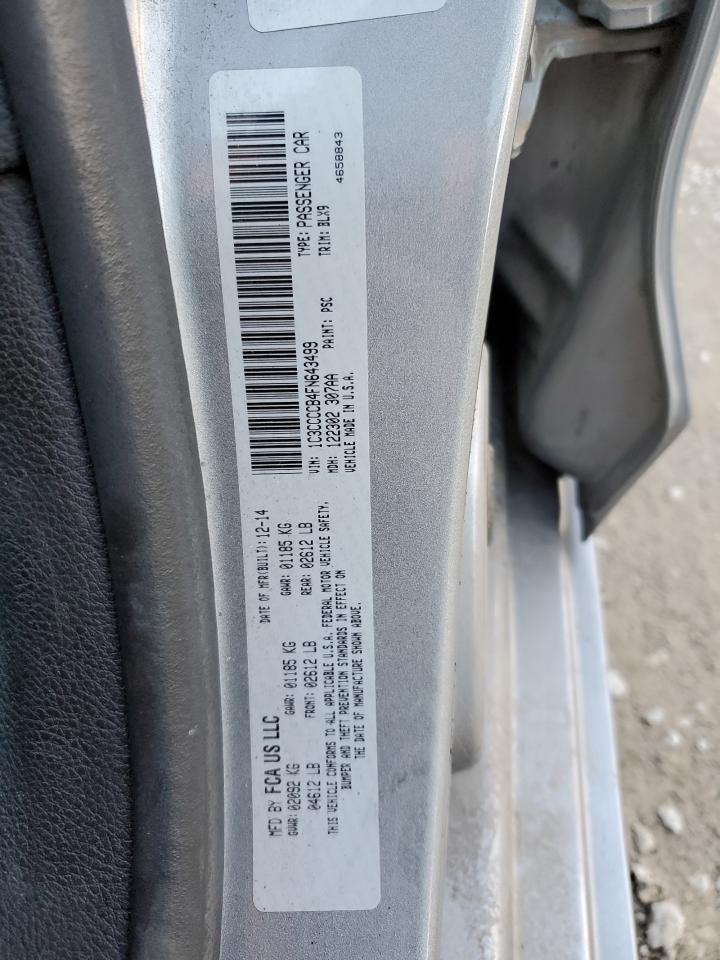 MFD BY FCA US LLC
DATE OF MFR(BUILT): 12-14
GVWR: 02092 KG GAWR: 01185 KG GAWR: 01185 KG
04612 LB FRONT: 02612 LB REAR: 02612 LB
THIS VEHICLE CONFORMS TO ALL APPLICABLE U.S.A. FEDERAL MOTOR VEHICLE SAFETY,
BUMPER AND THEFT PREVENTION STANDARDS IN EFFECT ON
THE DATE OF MANUFACTURE SHOWN ABOVE.
VIN: 1C3CCCCB4FN643499 TYPE: PASSENGER CAR
MDH: 122302 307AA PAINT: PSC TRIM: BLX9
VEHICLE MADE IN U.S.A. 4658843